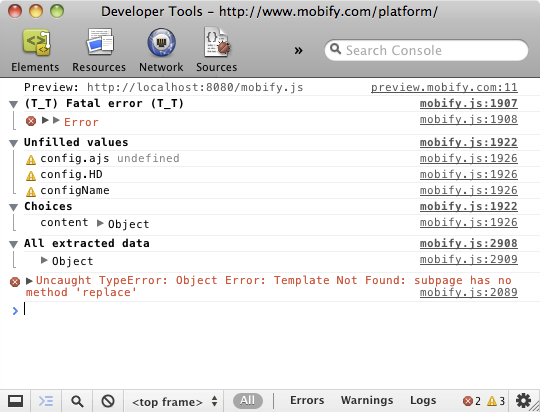 Developer Tools - http://www.mobify.com/platform/
Elements Resources Network Sources » Search Console
Preview: http://localhost:8080/mobify.js preview.mobify.com:11
(T_T) Fatal error (T_T) mobify.js:1907
Error mobify.js:1908
Unfilled values mobify.js:1922
config.ajs undefined mobify.js:1926
config.HD mobify.js:1926
configName mobify.js:1926
Choices mobify.js:1922
content Object mobify.js:1926
All extracted data mobify.js:2908
Object mobify.js:2909
Uncaught TypeError: Object Error: Template Not Found: subpage has no
method 'replace' mobify.js:2089
<top frame> All Errors Warnings Logs 2 3